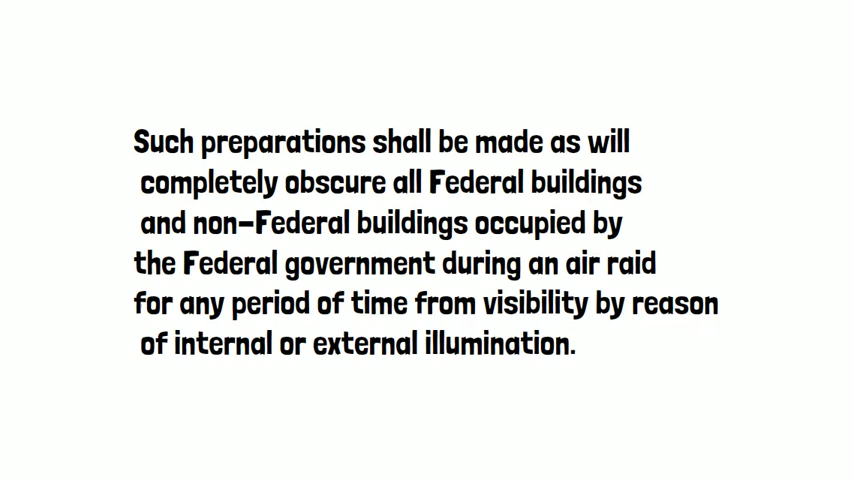 Such preparations shall be made as will
completely obscure all Federal buildings
and non-Federal buildings occupied by
the Federal government during an air raid
for any period of time from visibility by reason
of internal or external illumination.